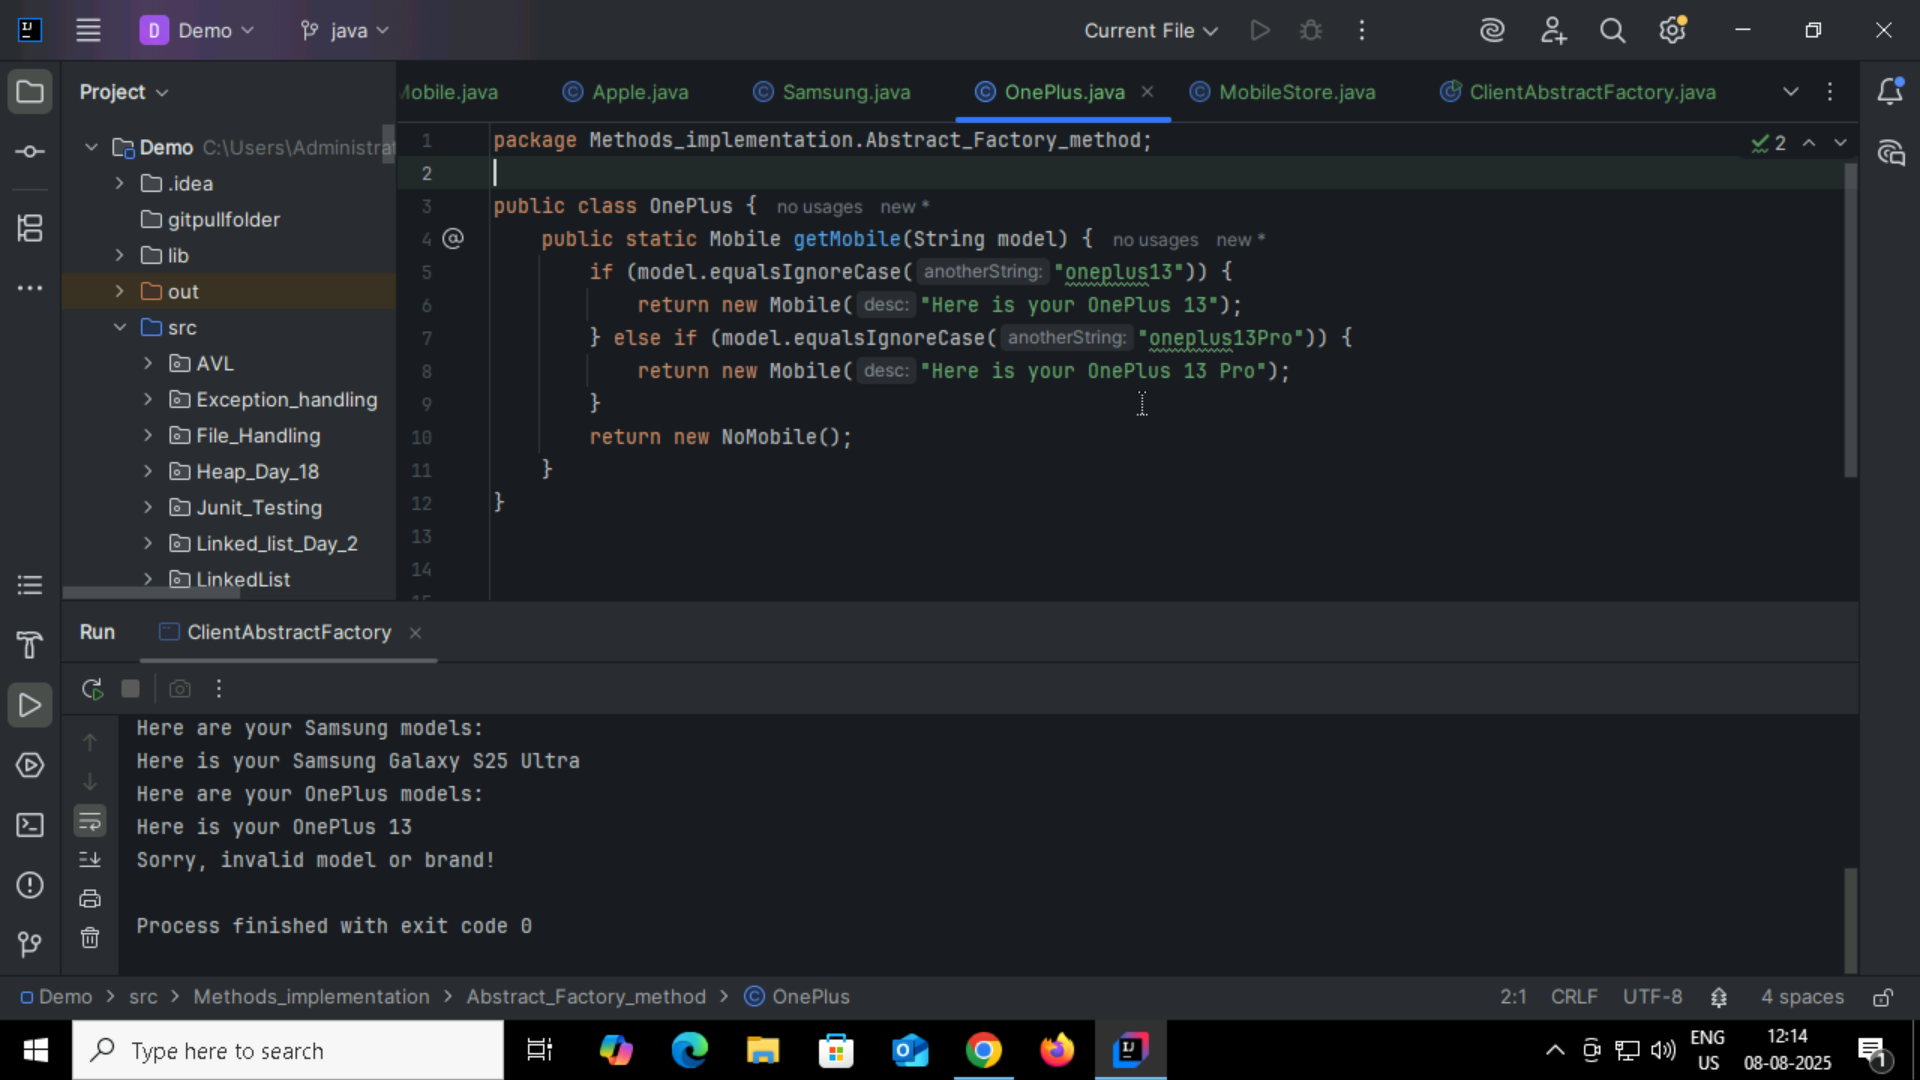 D Demo java Current File
Project
Mobile.java Apple.java Samsung.java OnePlus.java MobileStore.java ClientAbstractFactory.java
Demo C:\Users\Administrat
.idea
gitpullfolder
lib
out
src
AVL
Exception_handling
File_Handling
Heap_Day_18
Junit_Testing
Linked_list_Day_2
LinkedList
2
1 package Methods_implementation.Abstract_Factory_method;
2
3 public class OnePlus { no usages new *
4 public static Mobile getMobile(String model) { no usages new *
5 if (model.equalsIgnoreCase( anotherString: "oneplus13")) {
6 return new Mobile( desc: "Here is your OnePlus 13");
7 } else if (model.equalsIgnoreCase( anotherString: "oneplus13Pro")) {
8 return new Mobile( desc: "Here is your OnePlus 13 Pro");
9 }
10 return new NoMobile();
11 }
12 }
13
14
Run ClientAbstractFactory
Here are your Samsung models:
Here is your Samsung Galaxy S25 Ultra
Here are your OnePlus models:
Here is your OnePlus 13
Sorry, invalid model or brand!
Process finished with exit code 0
Demo > src > Methods_implementation > Abstract_Factory_method > OnePlus 2:1 CRLF UTF-8 4 spaces
Type here to search
ENG
US
12:14
08-08-2025
1